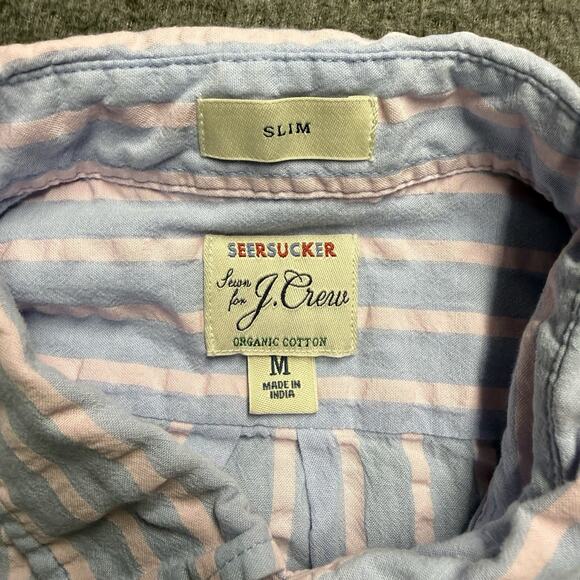 SLIM
SEERSUCKER
Sewn
for J.Crew
ORGANIC COTTON
M
MADE IN
INDIA